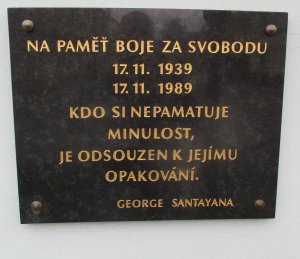 NA PAMĚŤ BOJE ZA SVOBODU
17. 11. 1939
17. 11. 1989
KDO SI NEPAMATUJE
MINULOST,
JE ODSOUZEN K JEJÍMU
OPAKOVÁNÍ.
GEORGE SANTAYANA